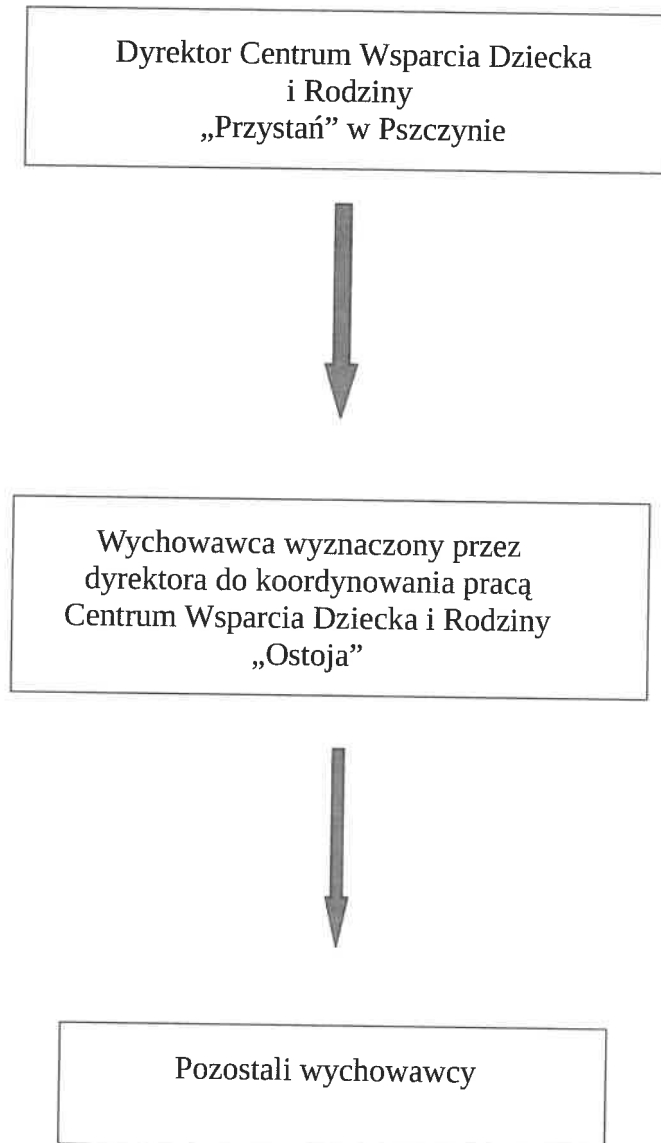 Dyrektor Centrum Wsparcia Dziecka
i Rodziny
„Przystań” w Pszczynie
Wychowawca wyznaczony przez
dyrektora do koordynowania pracą
Centrum Wsparcia Dziecka i Rodziny
„Ostoja”
Pozostali wychowawcy